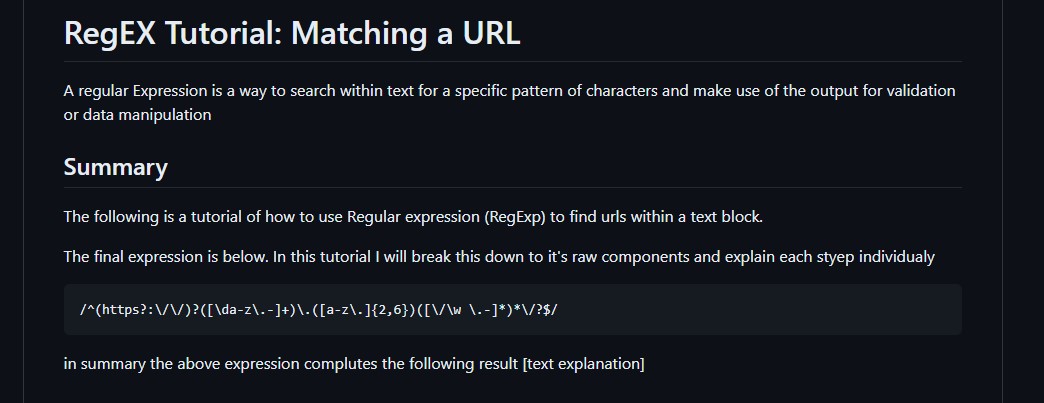 RegEX Tutorial: Matching a URL
A regular Expression is a way to search within text for a specific pattern of characters and make use of the output for validation
or data manipulation
Summary
The following is a tutorial of how to use Regular expression (RegExp) to find urls within a text block.
The final expression is below. In this tutorial I will break this down to it's raw components and explain each styep individualy
/^(https?:\/\/)?([\da-z\.-]+)\.([a-z\.]{2,6})([\/\w \.-]*)*\/?$/
in summary the above expression complutes the following result [text explanation]